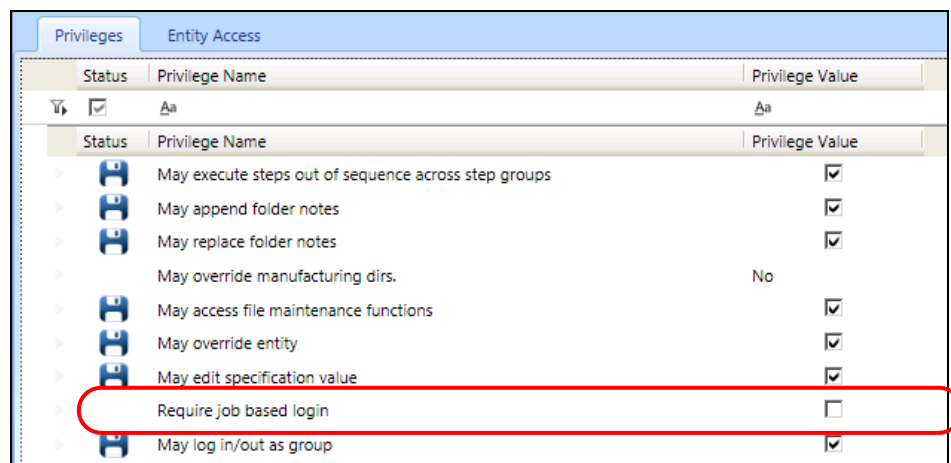 Privileges Entity Access
Status Privilege Name Privilege Value
Aa Aa
Status Privilege Name Privilege Value
May execute steps out of sequence across step groups
May append folder notes
May replace folder notes
May override manufacturing dirs. No
May access file maintenance functions
May override entity
May edit specification value
Require job based login
May log in/out as group